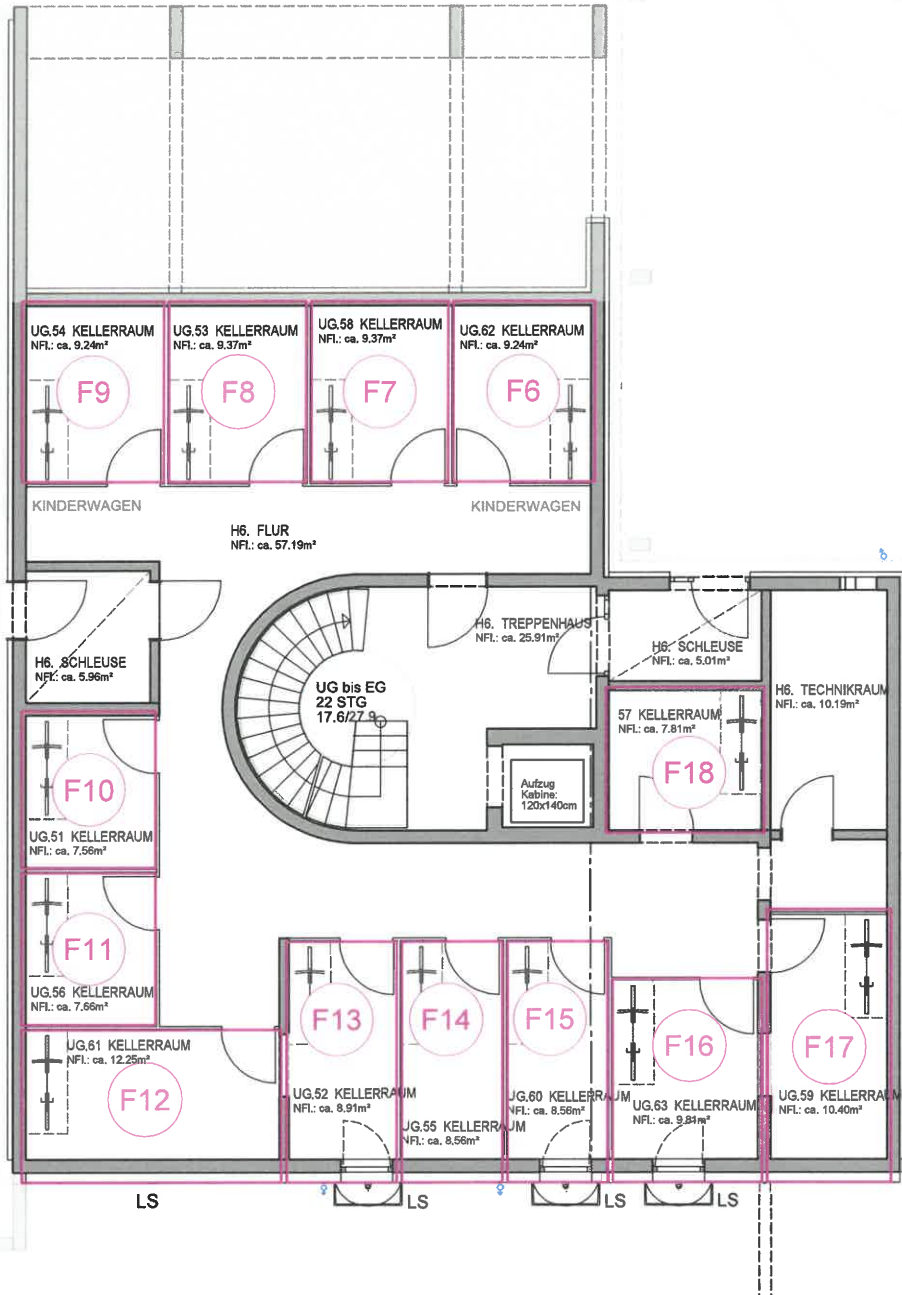 UG.54 KELLERRAUM
NFL.: ca. 9.24m²
F9
UG.53 KELLERRAUM
NFL.: ca. 9.37m²
F8
UG.58 KELLERRAUM
NFL.: ca. 9.37m²
F7
UG.62 KELLERRAUM
NFL.: ca. 9.24m²
F6
KINDERWAGEN
KINDERWAGEN
H6. FLUR
NFL.: ca. 57.19m²
H6. SCHLEUSE
NFL.: ca. 5.96m²
H6. TREPPENHAUS
NFL.: ca. 25.91m²
H6. SCHLEUSE
NFL.: ca. 5.01m²
UG bis EG
22 STG
17.6/27.9
H6. TECHNIKRAUM
NFL.: ca. 10.19m²
57 KELLERRAUM
NFL.: ca. 7.81m²
F18
Aufzug
Kabine:
120x140cm
F10
UG.51 KELLERRAUM
NFL.: ca. 7.56m²
F11
UG.56 KELLERRAUM
NFL.: ca. 7.66m²
UG.61 KELLERRAUM
NFL.: ca. 12.25m²
F12
F13
UG.52 KELLERRAUM
NFL.: ca. 8.91m²
F14
UG.55 KELLERRAUM
NFL.: ca. 8,56m²
F15
UG.60 KELLERRAUM
NFL.: ca. 8.56m²
F16
UG.63 KELLERRAUM
NFL.: ca. 9.81m²
F17
UG.59 KELLERRAUM
NFL.: ca. 10.40m²
LS
LS
LS
LS